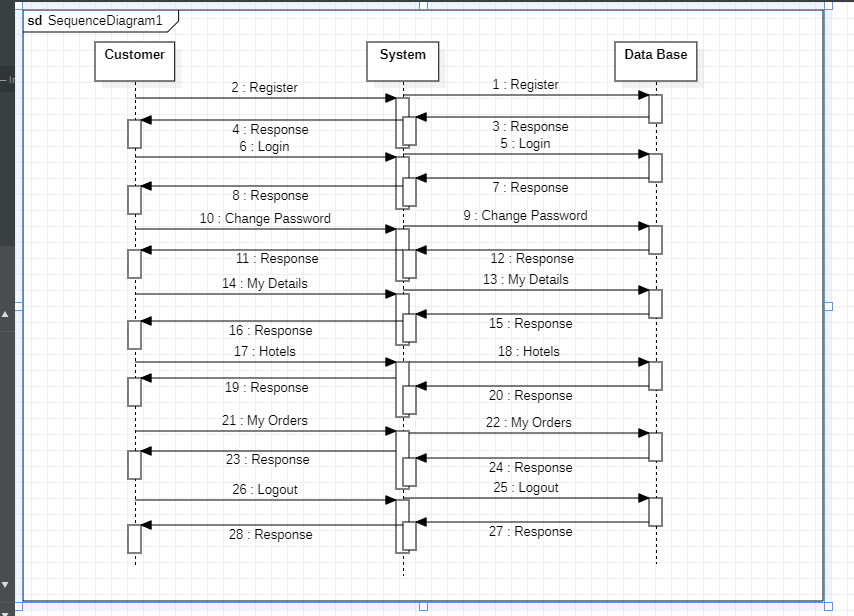 sd SequenceDiagram1
Customer
System
Data Base
2 : Register
1 : Register
4 : Response
3 : Response
6 : Login
5 : Login
8 : Response
7 : Response
10 : Change Password
9 : Change Password
11 : Response
12 : Response
14 : My Details
13 : My Details
16 : Response
15 : Response
17 : Hotels
18 : Hotels
19 : Response
20 : Response
21 : My Orders
22 : My Orders
23 : Response
24 : Response
26 : Logout
25 : Logout
28 : Response
27 : Response